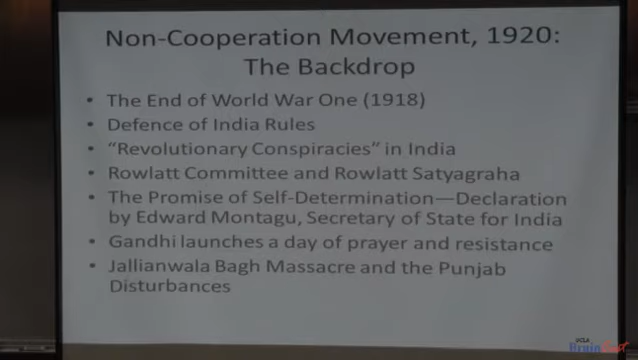 Non-Cooperation Movement, 1920:
The Backdrop
• The End of World War One (1918)
• Defence of India Rules
• “Revolutionary Conspiracies“ in India
• Rowlatt Committee and Rowlatt Satyagraha
• The Promise of Self-Determination—Declaration
by Edward Montagu, Secretary of State for India
• Gandhi launches a day of prayer and resistance
• Jallianwala Bagh Massacre and the Punjab
Disturbances
UCLA